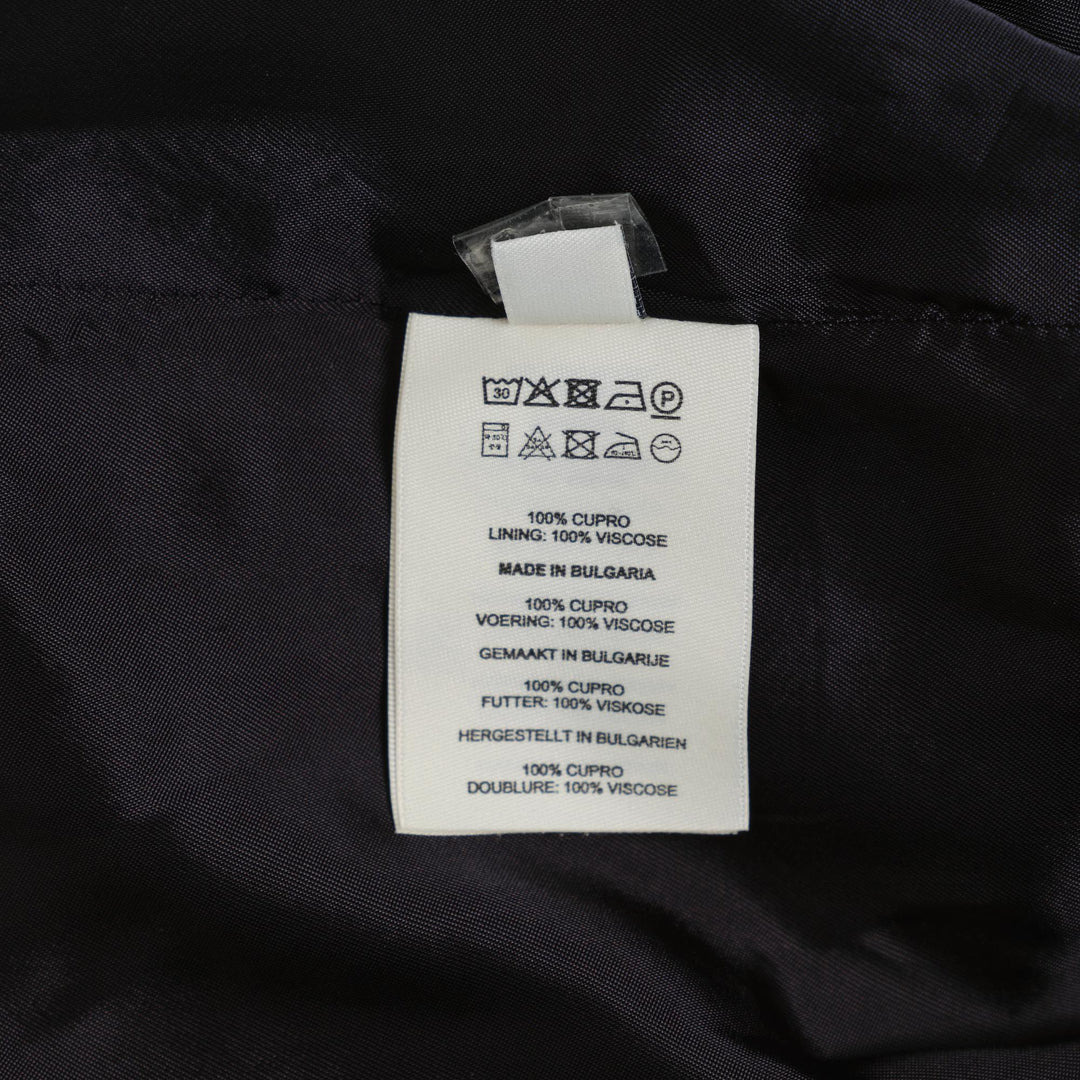 30 P
100% CUPRO
LINING: 100% VISCOSE
MADE IN BULGARIA
100% CUPRO
VOERING: 100% VISCOSE
GEMAAKT IN BULGARIJE
100% CUPRO
FUTTER: 100% VISKOSE
HERGESTELLT IN BULGARIEN
100% CUPRO
DOUBLURE: 100% VISCOSE